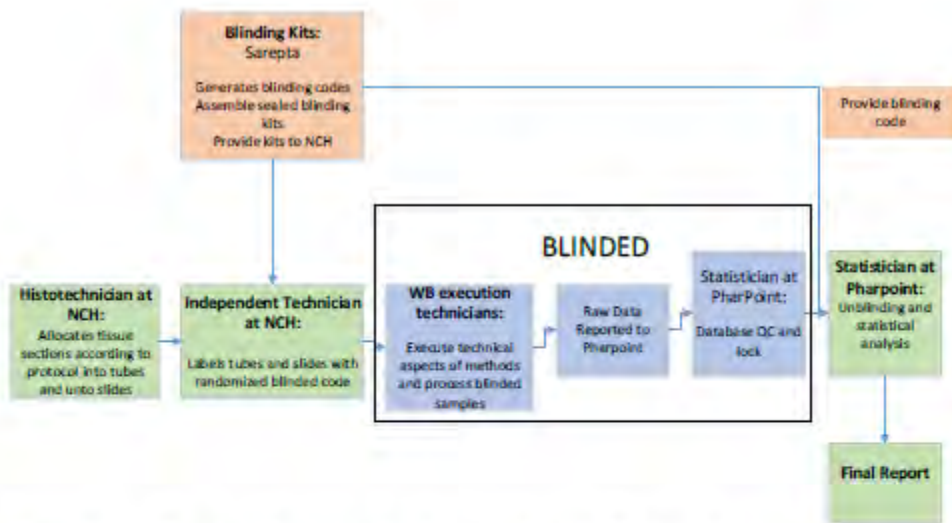 Blinding Kits:
Sarepta
Generates blinding codes
Assemble sealed blinding
kits
Provide kits to NCH
Provide blinding
code
BLINDED
Histotechnician at
NCH:
Allocates tissue
sections according to
protocol into tubes
and unto slides
Independent Technician
at NCH:
Labels tubes and slides with
randomized blinded code
WB execution
technicians:
Execute technical
aspects of methods
and process blinded
samples
Raw Data
Reported to
Pharpoint
Statistician at
PharPoint:
Database QC and
lock
Statistician at
Pharpoint:
Unblinding and
statistical
analysis
Final Report